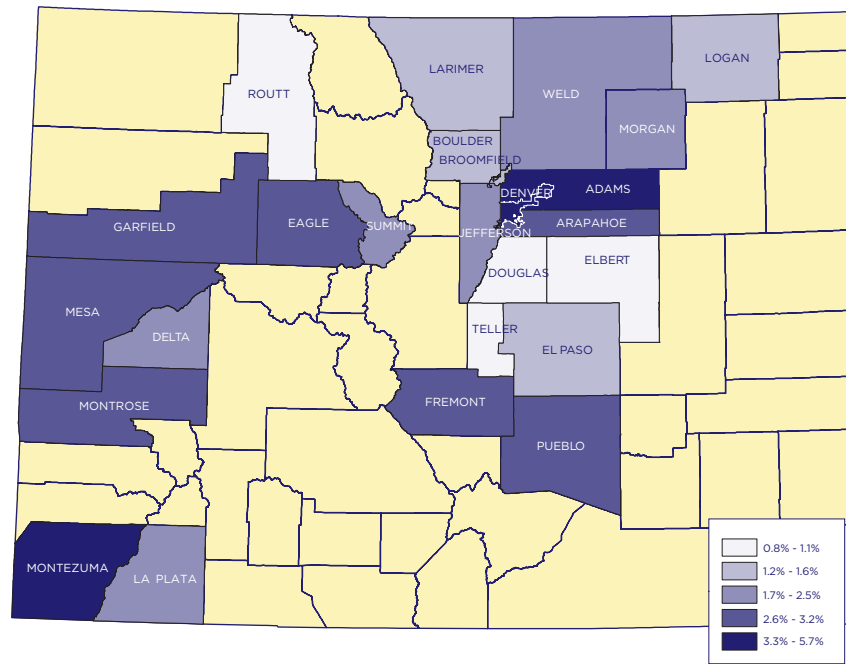 LOGAN
LARIMER
ROUTT
WELD
MORGAN
BOULDER
BROOMFIELD
DENVER
ADAMS
GARFIELD
EAGLE
SUMMIT
JEFFERSON
ARAPAHOE
ELBERT
DOUGLAS
MESA
TELLER
DELTA
EL PASO
MONTROSE
FREMONT
PUEBLO
MONTEZUMA
LA PLATA
0.8% - 1.1%
1.2% - 1.6%
1.7% - 2.5%
2.6% - 3.2%
3.3% - 5.7%